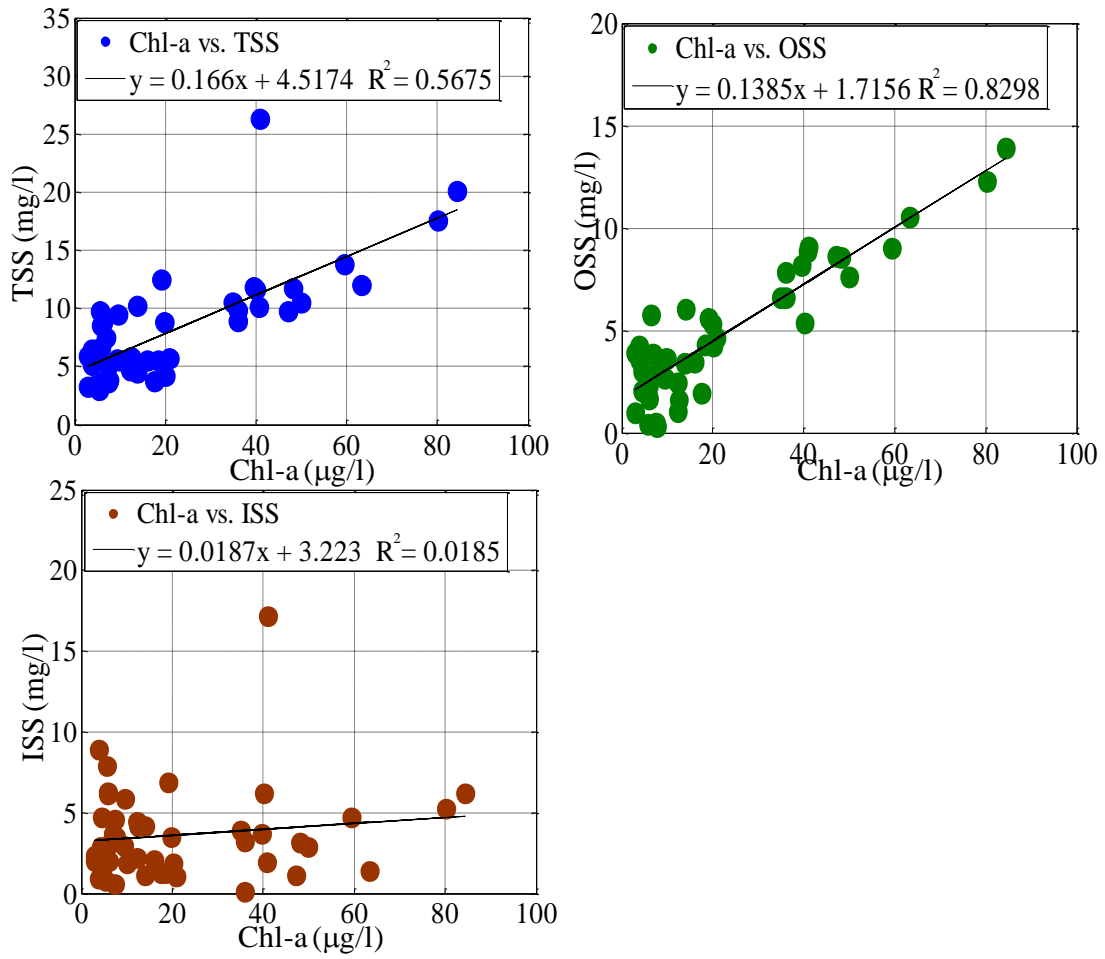 35
30
25
20
15
10
5
0
TSS (mg/l)
Chl-a vs. TSS
y = 0.166x + 4.5174 R² = 0.5675
0 20 40 60 80 100
Chl-a (μg/l)
20
15
10
5
0
OSS (mg/l)
Chl-a vs. OSS
y = 0.1385x + 1.7156 R² = 0.8298
0 20 40 60 80 100
Chl-a (μg/l)
25
20
15
10
5
0
ISS (mg/l)
Chl-a vs. ISS
y = 0.0187x + 3.223 R² = 0.0185
0 20 40 60 80 100
Chl-a (μg/l)